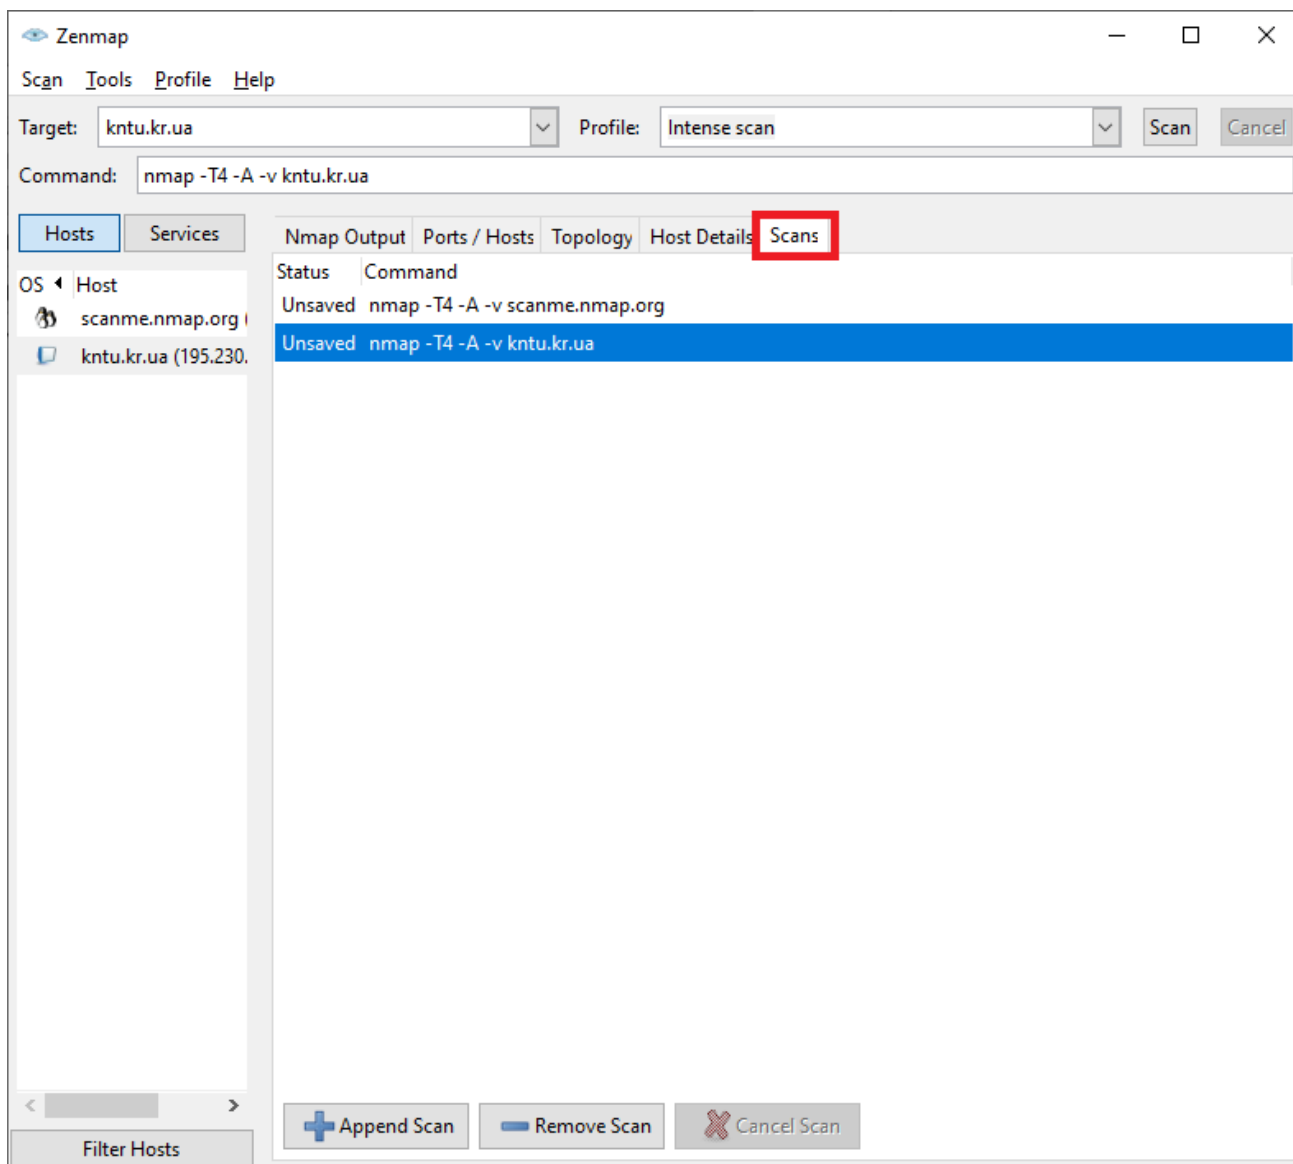 Zenmap
Scan Tools Profile Help
Target: kntu.kr.ua Profile: Intense scan Scan Cancel
Command: nmap -T4 -A -v kntu.kr.ua
Hosts Services
Nmap Output Ports / Hosts Topology Host Details Scans
OS Host
scanme.nmap.org (
kntu.kr.ua (195.230.
Status Command
Unsaved nmap -T4 -A -v scanme.nmap.org
Unsaved nmap -T4 -A -v kntu.kr.ua
Append Scan Remove Scan Cancel Scan
Filter Hosts